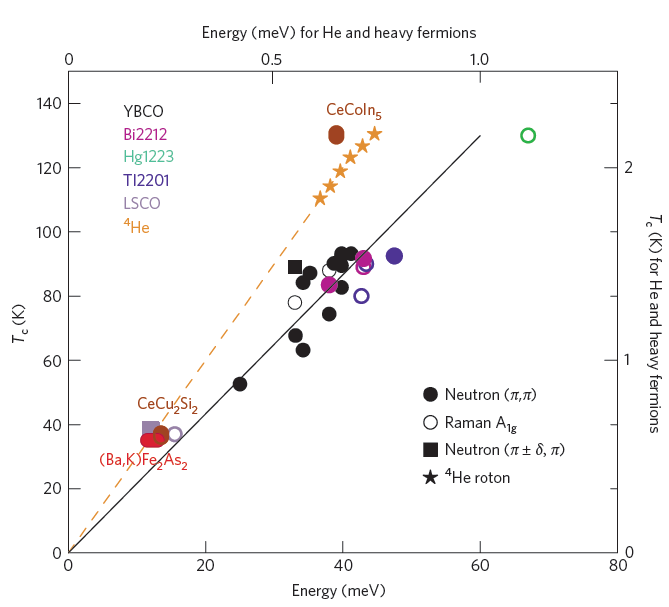 Energy (meV) for He and heavy fermions
0 0.5 1.0
140
120
100
80
60
40
20
0
T_c (K)
YBCO
Bi2212
Hg1223
Tl2201
LSCO
⁴He
CeCoIn₅
CeCu₂Si₂
(Ba,K)Fe₂As₂
Neutron (π,π)
Raman A₁g
Neutron (π ± δ, π)
⁴He roton
2
1
0
T_c (K) for He and heavy fermions
0 20 40 60 80
Energy (meV)